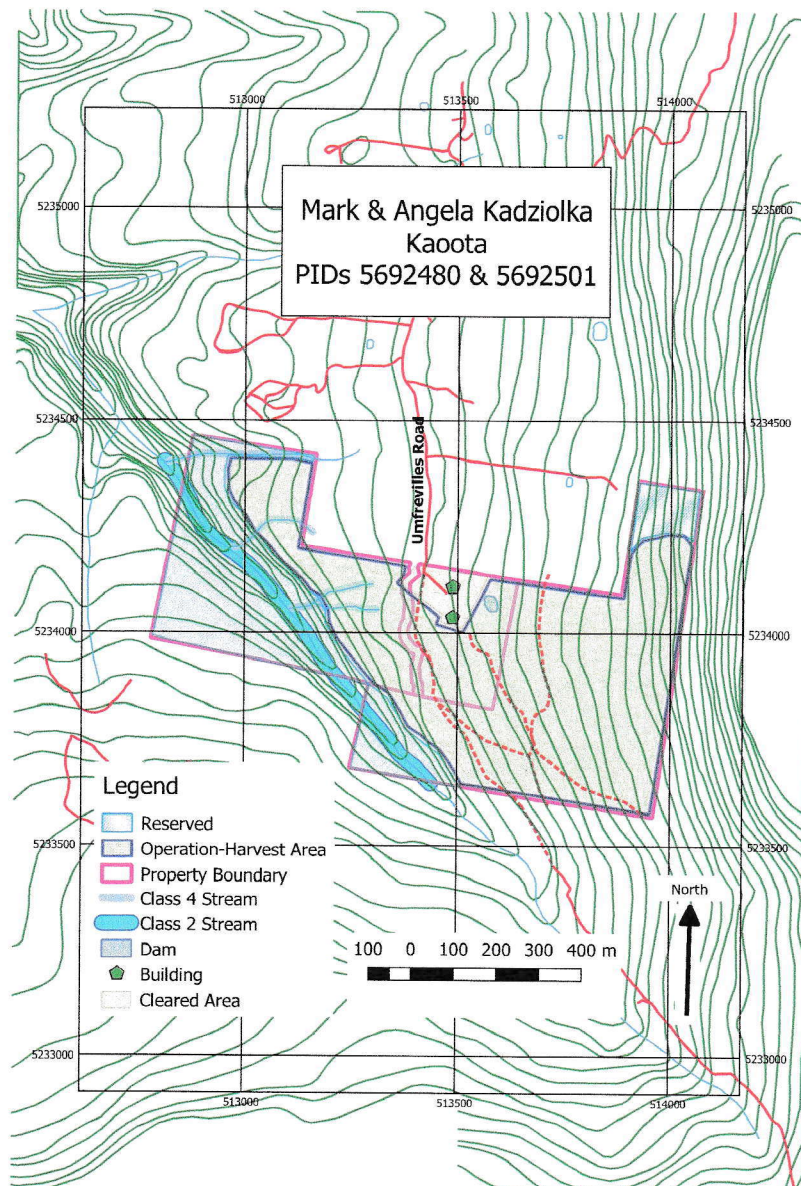 513000 513500 514000
5235000 5235000
Mark & Angela Kadziolka
Kaoota
PIDs 5692480 & 5692501
5234500 5234500
Umfrevilles Road
5234000 5234000
Legend
Reserved
Operation-Harvest Area
Property Boundary
Class 4 Stream
Class 2 Stream
Dam
Building
Cleared Area
5233500 5233500
North
100 0 100 200 300 400 m
5233000 5233000
513000 513500 514000